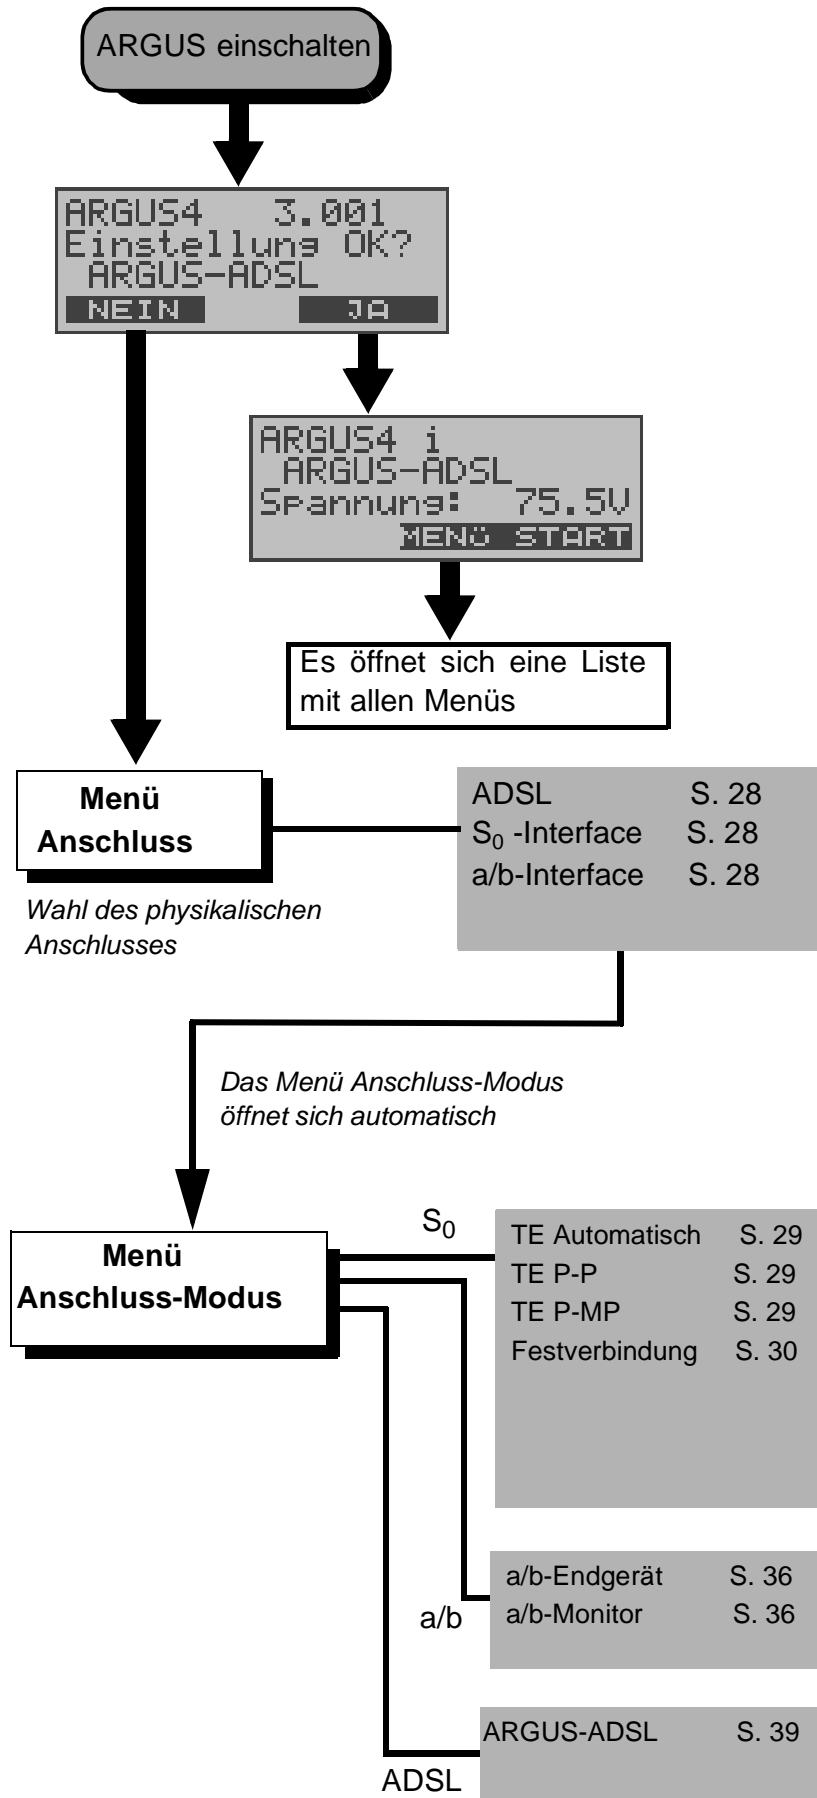 ARGUS einschalten
ARGUS4 3.001
Einstellung OK?
ARGUS-ADSL
NEIN JA
ARGUS4 i
ARGUS-ADSL
Spannung: 75.5V
MENÜ START
Es öffnet sich eine Liste
mit allen Menüs
Menü
Anschluss
Wahl des physikalischen
Anschlusses
ADSL S. 28
S₀ -Interface S. 28
a/b-Interface S. 28
Das Menü Anschluss-Modus
öffnet sich automatisch
Menü
Anschluss-Modus
S₀
TE Automatisch S. 29
TE P-P S. 29
TE P-MP S. 29
Festverbindung S. 30
a/b
a/b-Endgerät S. 36
a/b-Monitor S. 36
ADSL
ARGUS-ADSL S. 39